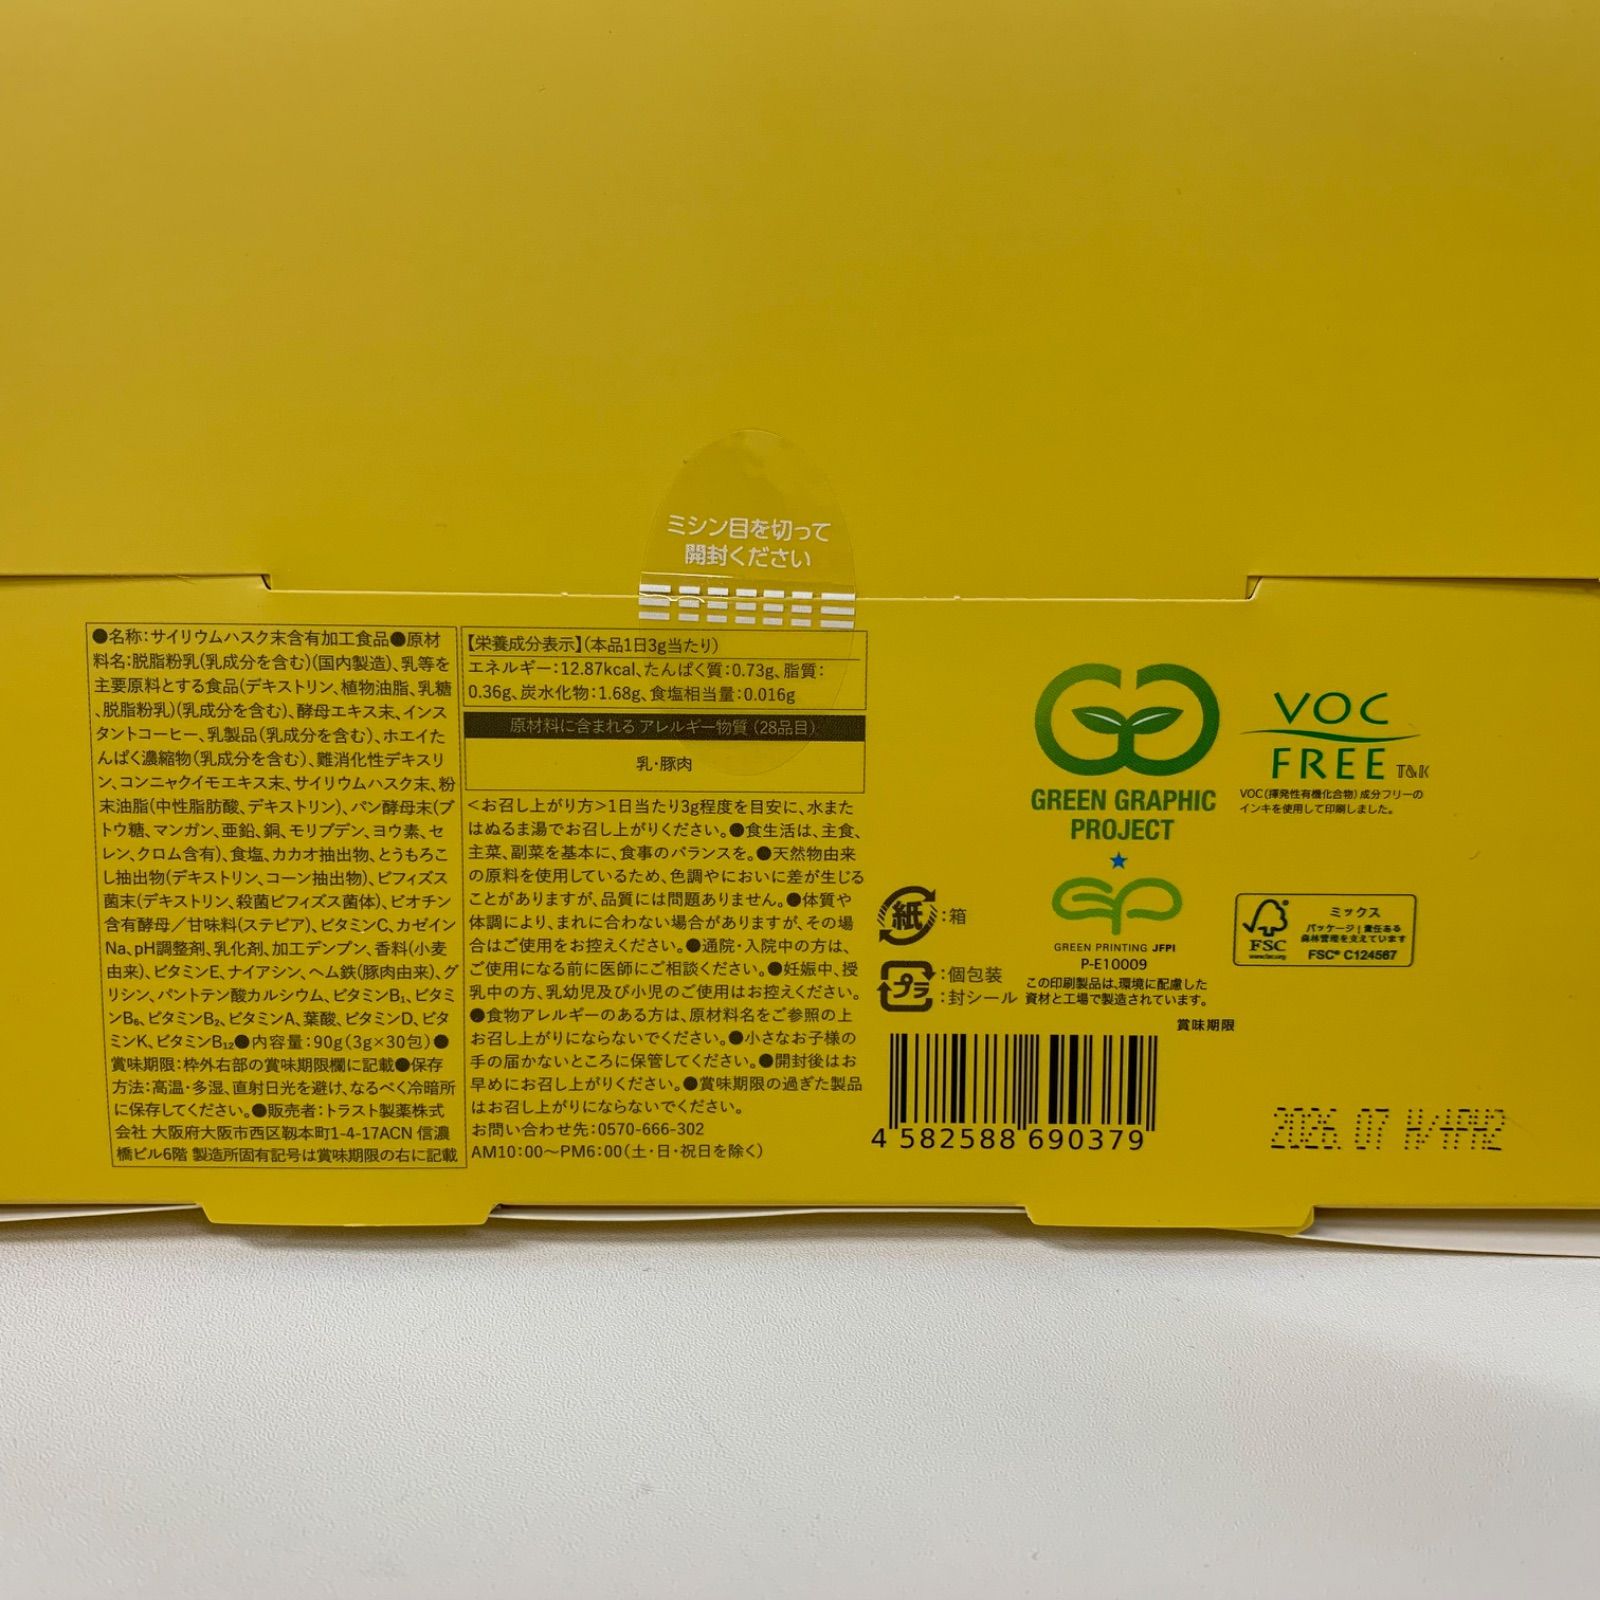 ミシン目を切って
開封ください
●名称:サイリウムハスク末含有加工食品●原材
料名:脱脂粉乳(乳成分を含む)(国内製造)、乳等を
主要原料とする食品(デキストリン、植物油脂、乳糖
、脱脂粉乳)(乳成分を含む)、酵母エキス末、インス
タントコーヒー、乳製品(乳成分を含む)、ホエイた
んぱく濃縮物(乳成分を含む)、難消化性デキスリ
ン、コンニャクイモエキス末、サイリウムハスク末、粉
末油脂(中性脂肪酸、デキストリン)、パン酵母末(ブ
トウ糖、マンガン、亜鉛、銅、モリブデン、ヨウ素、セ
レン、クロム含有)、食塩、カカオ抽出物、とうもろこ
し抽出物(デキストリン、コーン抽出物)、ビフィズス
菌末(デキストリン、殺菌ビフィズス菌体)、ビオチン
含有酵母/甘味料(ステビア)、ビタミンC、カゼイン
Na、pH調整剤、乳化剤、加工デンプン、香料(小麦
由来)、ビタミンE、ナイアシン、ヘム鉄(豚肉由来)、グ
リシン、パントテン酸カルシウム、ビタミンB₁、ビタミ
ンB₆、ビタミンB₂、ビタミンA、葉酸、ビタミンD、ビタ
ミンK、ビタミンB₁₂●内容量:90g(3g×30包)●
賞味期限:枠外右部の賞味期限欄に記載●保存
方法:高温・多湿、直射日光を避け、なるべく冷暗所
に保存してください。●販売者:トラスト製薬株式
会社 大阪府大阪市西区靱本町1-4-17ACN 信濃
橋ビル6階 製造所固有記号は賞味期限の右に記載
【栄養成分表示】(本品1日3g当たり)
エネルギー:12.87kcal、たんぱく質:0.73g、脂質:
0.36g、炭水化物:1.68g、食塩相当量:0.016g
原材料に含まれる アレルギー物質 (28品目)
乳・豚肉
<お召し上がり方>1日当たり3g程度を目安に、水また
はぬるま湯でお召し上がりください。●食生活は、主食、
主菜、副菜を基本に、食事のバランスを。●天然物由来
の原料を使用しているため、色調やにおいに差が生じる
ことがありますが、品質には問題ありません。●体質や
体調により、まれに合わない場合がありますが、その場
合はご使用をお控えください。●通院・入院中の方は、
ご使用になる前に医師にご相談ください。●妊娠中、授
乳中の方、乳幼児及び小児のご使用はお控えください。
●食物アレルギーのある方は、原材料名をご参照の上
お召し上がりにならないでください。●小さなお子様の
手の届かないところに保管してください。●開封後はお
早めにお召し上がりください。●賞味期限の過ぎた製品
はお召し上がりにならないでください。
お問い合わせ先:0570-666-302
AM10:00〜PM6:00(土・日・祝日を除く)
GREEN GRAPHIC
PROJECT
GREEN PRINTING JFPI
P-E10009
この印刷製品は、環境に配慮した
資材と工場で製造されています。
VOC
FREE T&K
VOC(揮発性有機化合物)成分フリーの
インキを使用して印刷しました。
紙:箱
プラ:個包装
:封シール
FSC
www.fsc.org
ミックス
パッケージ | 責任ある
森林管理を支えています
FSC® C124567
賞味期限
4 582588 690379
2026.07